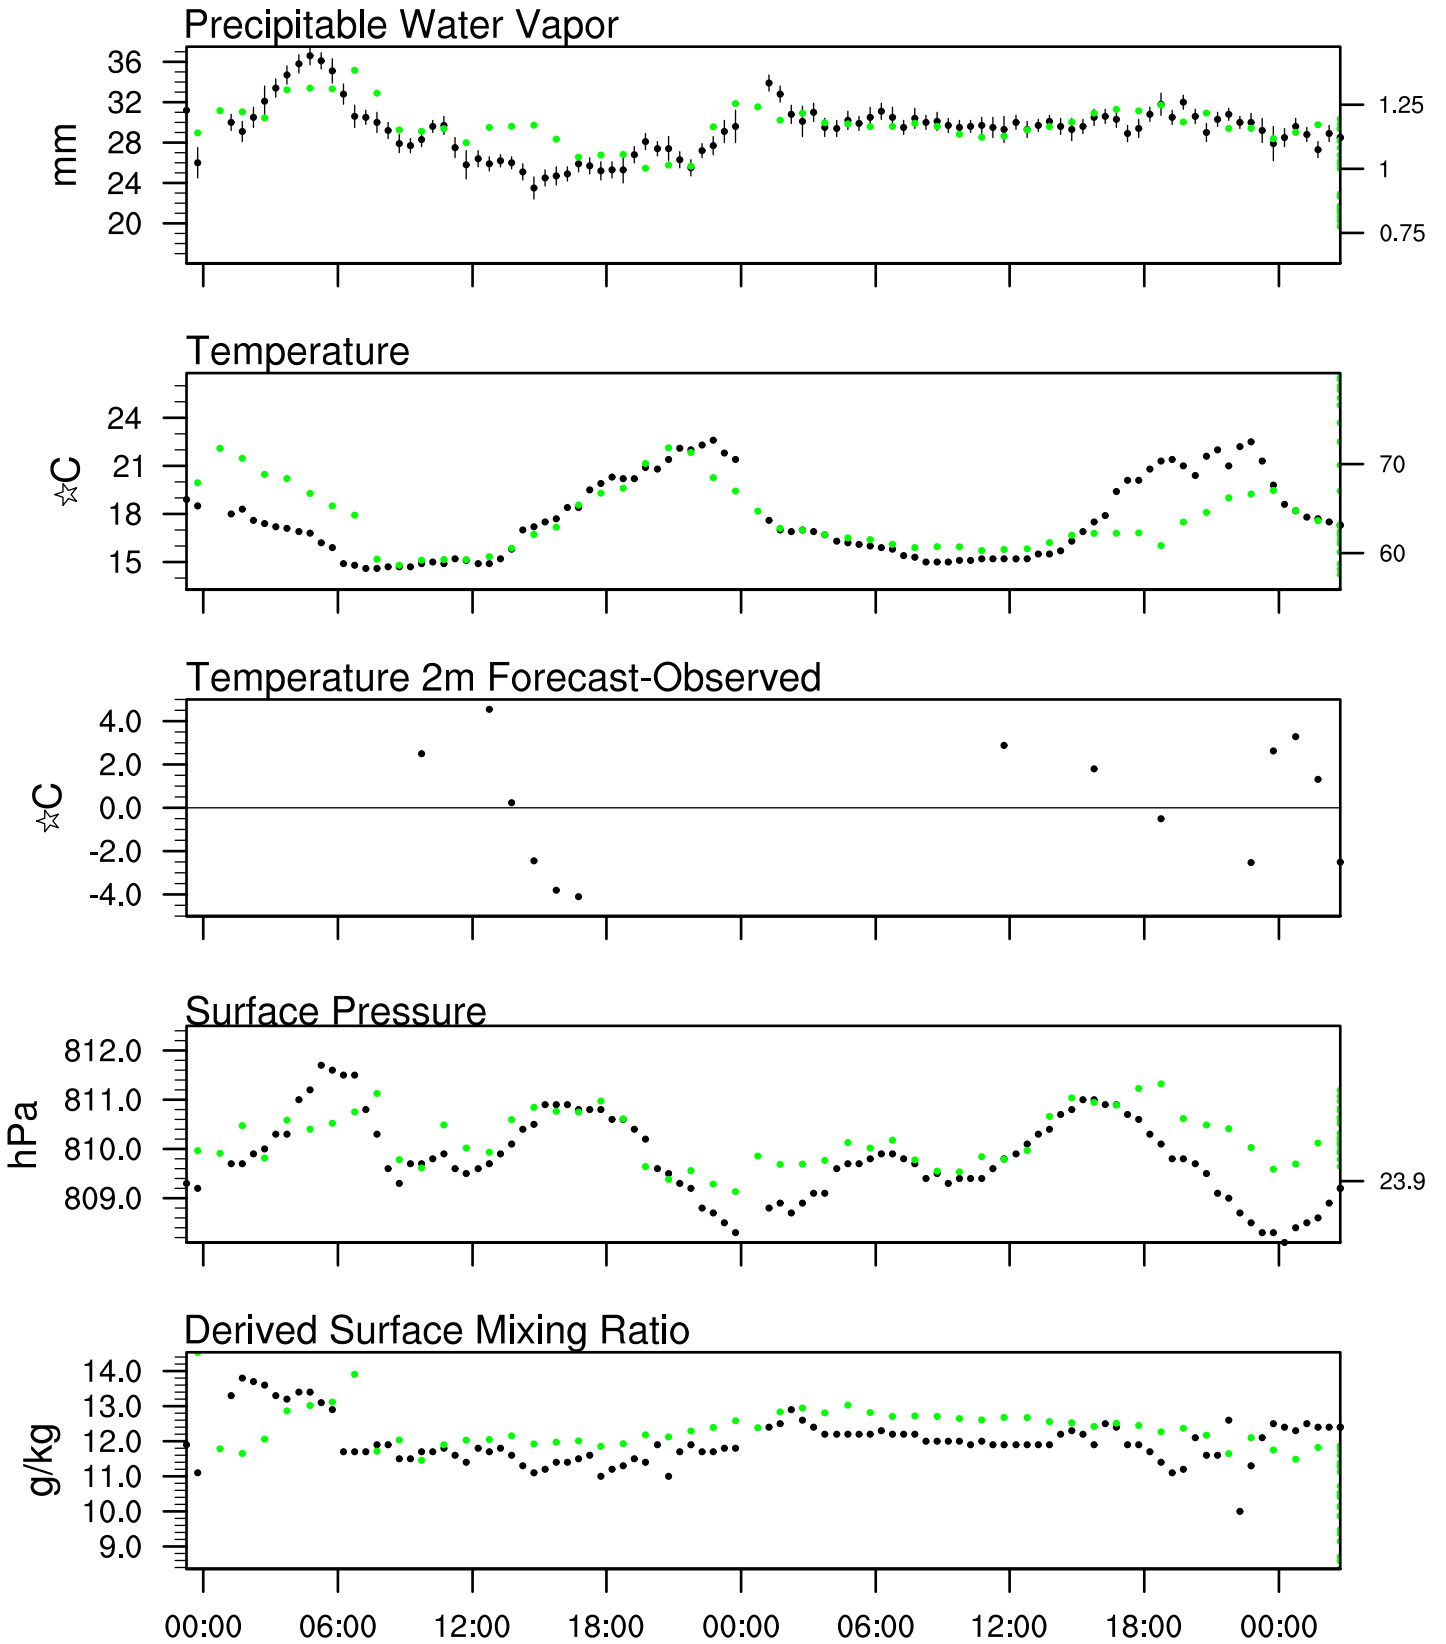 Precipitable Water Vapor
36
32
28
24
20
mm
1.25
1
0.75
Temperature
24
21
18
15
☆C
70
60
Temperature 2m Forecast-Observed
4.0
2.0
0.0
-2.0
-4.0
☆C
Surface Pressure
812.0
811.0
810.0
809.0
hPa
23.9
Derived Surface Mixing Ratio
14.0
13.0
12.0
11.0
10.0
9.0
g/kg
00:00 06:00 12:00 18:00 00:00 06:00 12:00 18:00 00:00